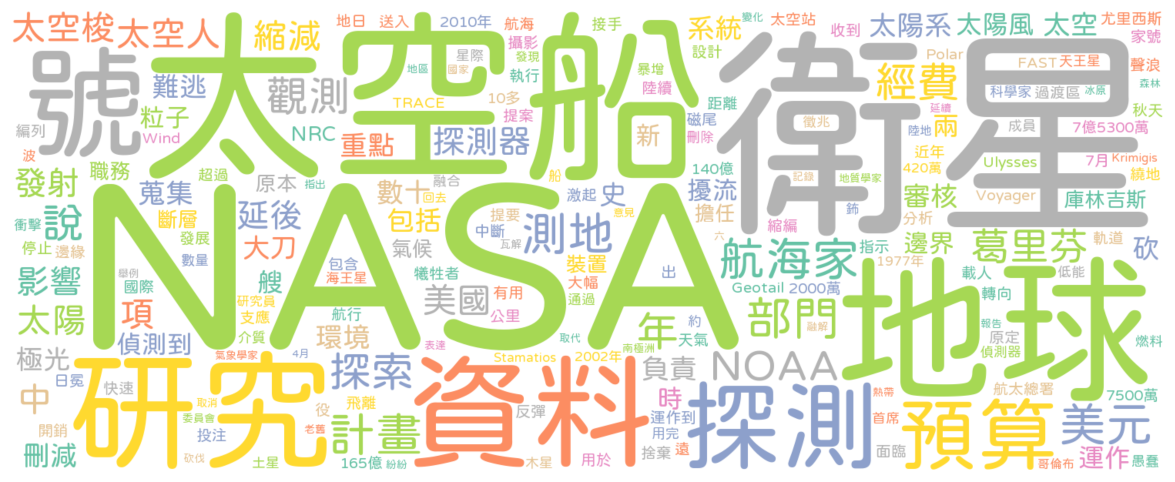 太空船
NASA
衛星
地球
研究
資料
探測
號
預算
太空梭
太空人
縮減
觀測
難逃
粒子
NRC
重點
探測器
地日
送入
2010年
航海
攝影
星際
發現
執行
地區
國家
TRACE
10多
提案
接手
系統
設計
變化
太空站
收到
暴增
陸續
距離
磁尾
刪除
新
太陽系
太陽風
太空
尤里西斯
家號
Polar
FAST
天王星
聲浪
經費
科學家
過渡區
冰原
森林
延續
徵兆
兩
陸地
成員
7億5300萬
秋天
近年
420萬
Ulysses
7月
Krimigis
繞地
地質學家
記錄
Voyager
審核
庫林吉斯
編列
波
Wind
職務
超過
原本
指出
融合
回去
船
激起
史
140億
擾流
鈽
分析
發射
蒐集
數十
提要
意見
擔任
縮編
軌道
衝擊
說
斷層
延後
包括
中斷
瓦解
六
測地
航海家
指示
邊界
葛里芬
砍
停止
邊緣
發展
數量
大刀
氣候
裝置
1977年
影響
舉例
國際
艘
包含
海王星
犧牲者
大幅
出
Geotail
2000萬
載人
低能
轉向
研究員
美國
有用
通過
太陽
項
支應
航行
公里
部門
原定
報告
偵測到
介質
環境
表達
取代
約
年
天氣
偵測器
燃料
極光
氣象學家
4月
探索
Stamatios
2002年
南極洲
融解
負責
NOAA
日冕
快速
取消
飛離
時
熱帶
航太總署
7500萬
中
委員會
役
反彈
運作到
首席
美元
開銷
投注
老舊
計畫
用完
遠
刪減
砍伐
土星
165億
紛紛
木星
用於
捨棄
面臨
哥倫布
運作
愚蠢